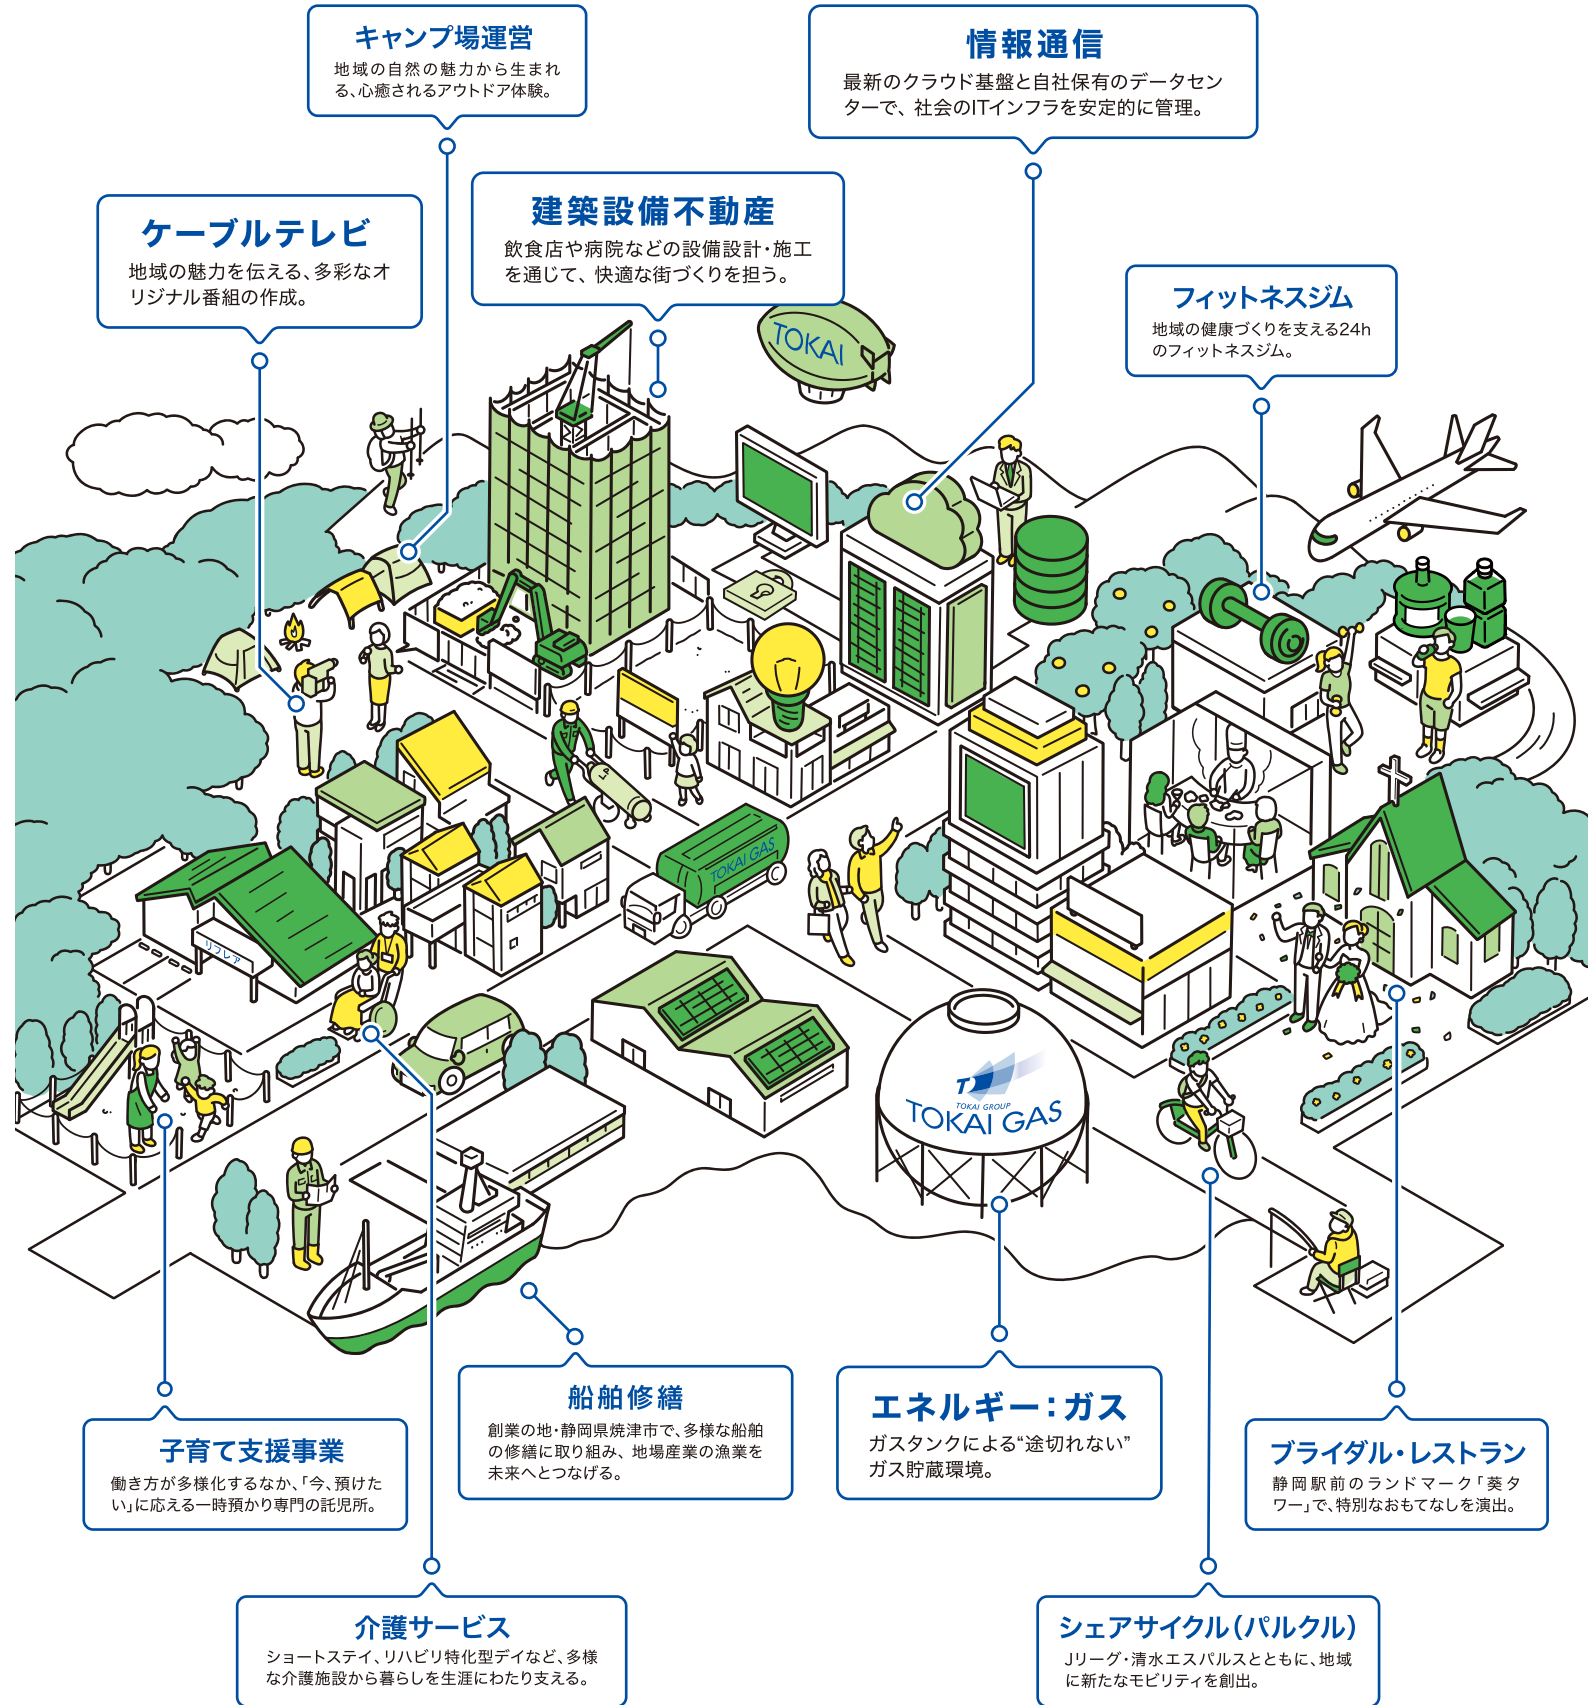 キャンプ場運営
地域の自然の魅力から生まれ
る、心癒されるアウトドア体験。
情報通信
最新のクラウド基盤と自社保有のデータセン
ターで、社会のITインフラを安定的に管理。
ケーブルテレビ
地域の魅力を伝える、多彩なオ
リジナル番組の作成。
建築設備不動産
飲食店や病院などの設備設計・施工
を通じて、快適な街づくりを担う。
フィットネスジム
地域の健康づくりを支える24h
のフィットネスジム。
TOKAI
LP
TOKAI GAS
リフレア
T
TOKAI GROUP
TOKAI GAS
船舶修繕
創業の地・静岡県焼津市で、多様な船舶
の修繕に取り組み、地場産業の漁業を
未来へとつなげる。
エネルギー：ガス
ガスタンクによる“途切れない”
ガス貯蔵環境。
子育て支援事業
働き方が多様化するなか、「今、預けた
い」に応える一時預かり専門の託児所。
ブライダル・レストラン
静岡駅前のランドマーク「葵タ
ワー」で、特別なおもてなしを演出。
介護サービス
ショートステイ、リハビリ特化型デイなど、多様
な介護施設から暮らしを生涯にわたり支える。
シェアサイクル（パルクル）
Jリーグ・清水エスパルスとともに、地域
に新たなモビリティを創出。